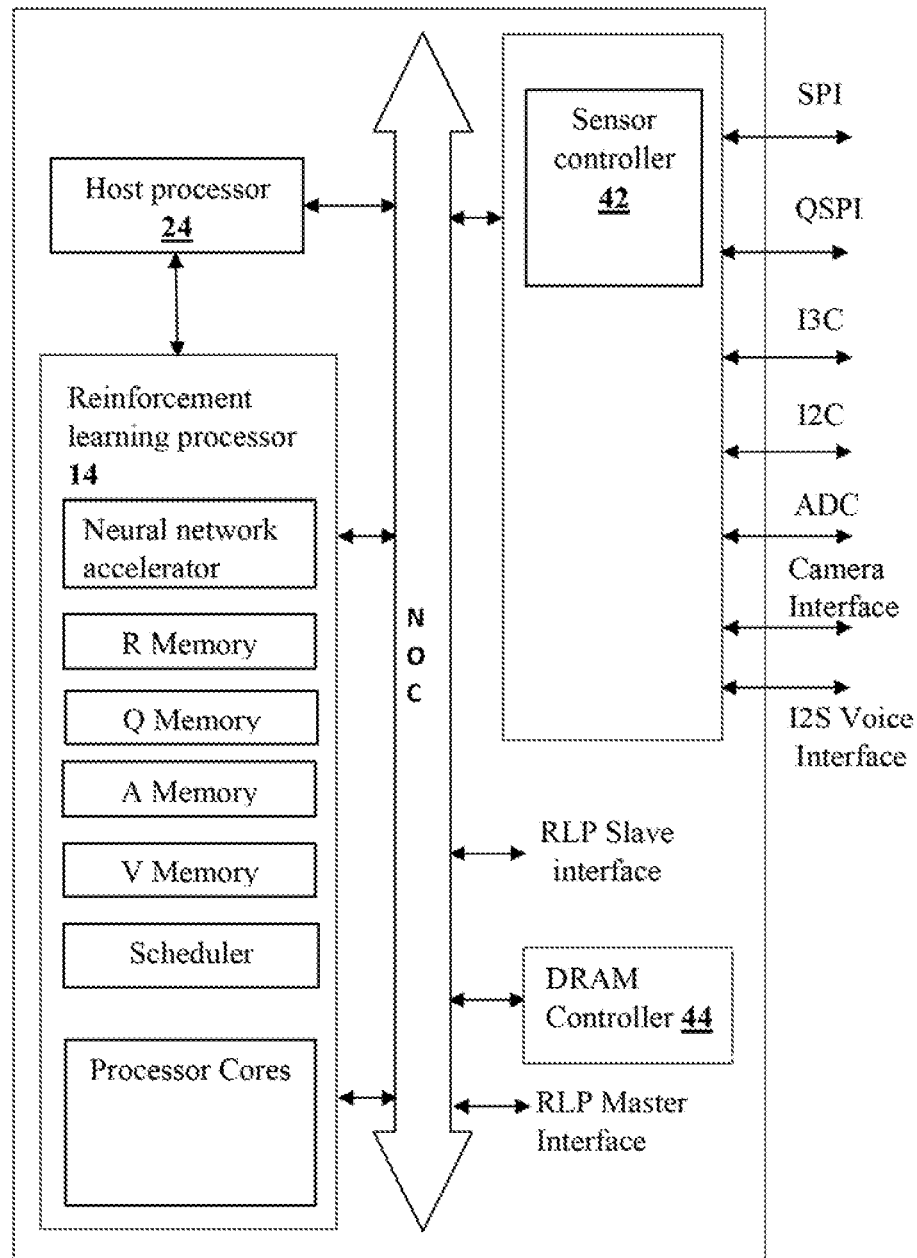 Host processor
24
Reinforcement
learning processor
14
Neural network
accelerator
R Memory
Q Memory
A Memory
V Memory
Scheduler
Processor Cores
N
O
C
Sensor
controller
42
SPI
QSPI
I3C
I2C
ADC
Camera
Interface
I2S Voice
Interface
RLP Slave
interface
DRAM
Controller 44
RLP Master
Interface